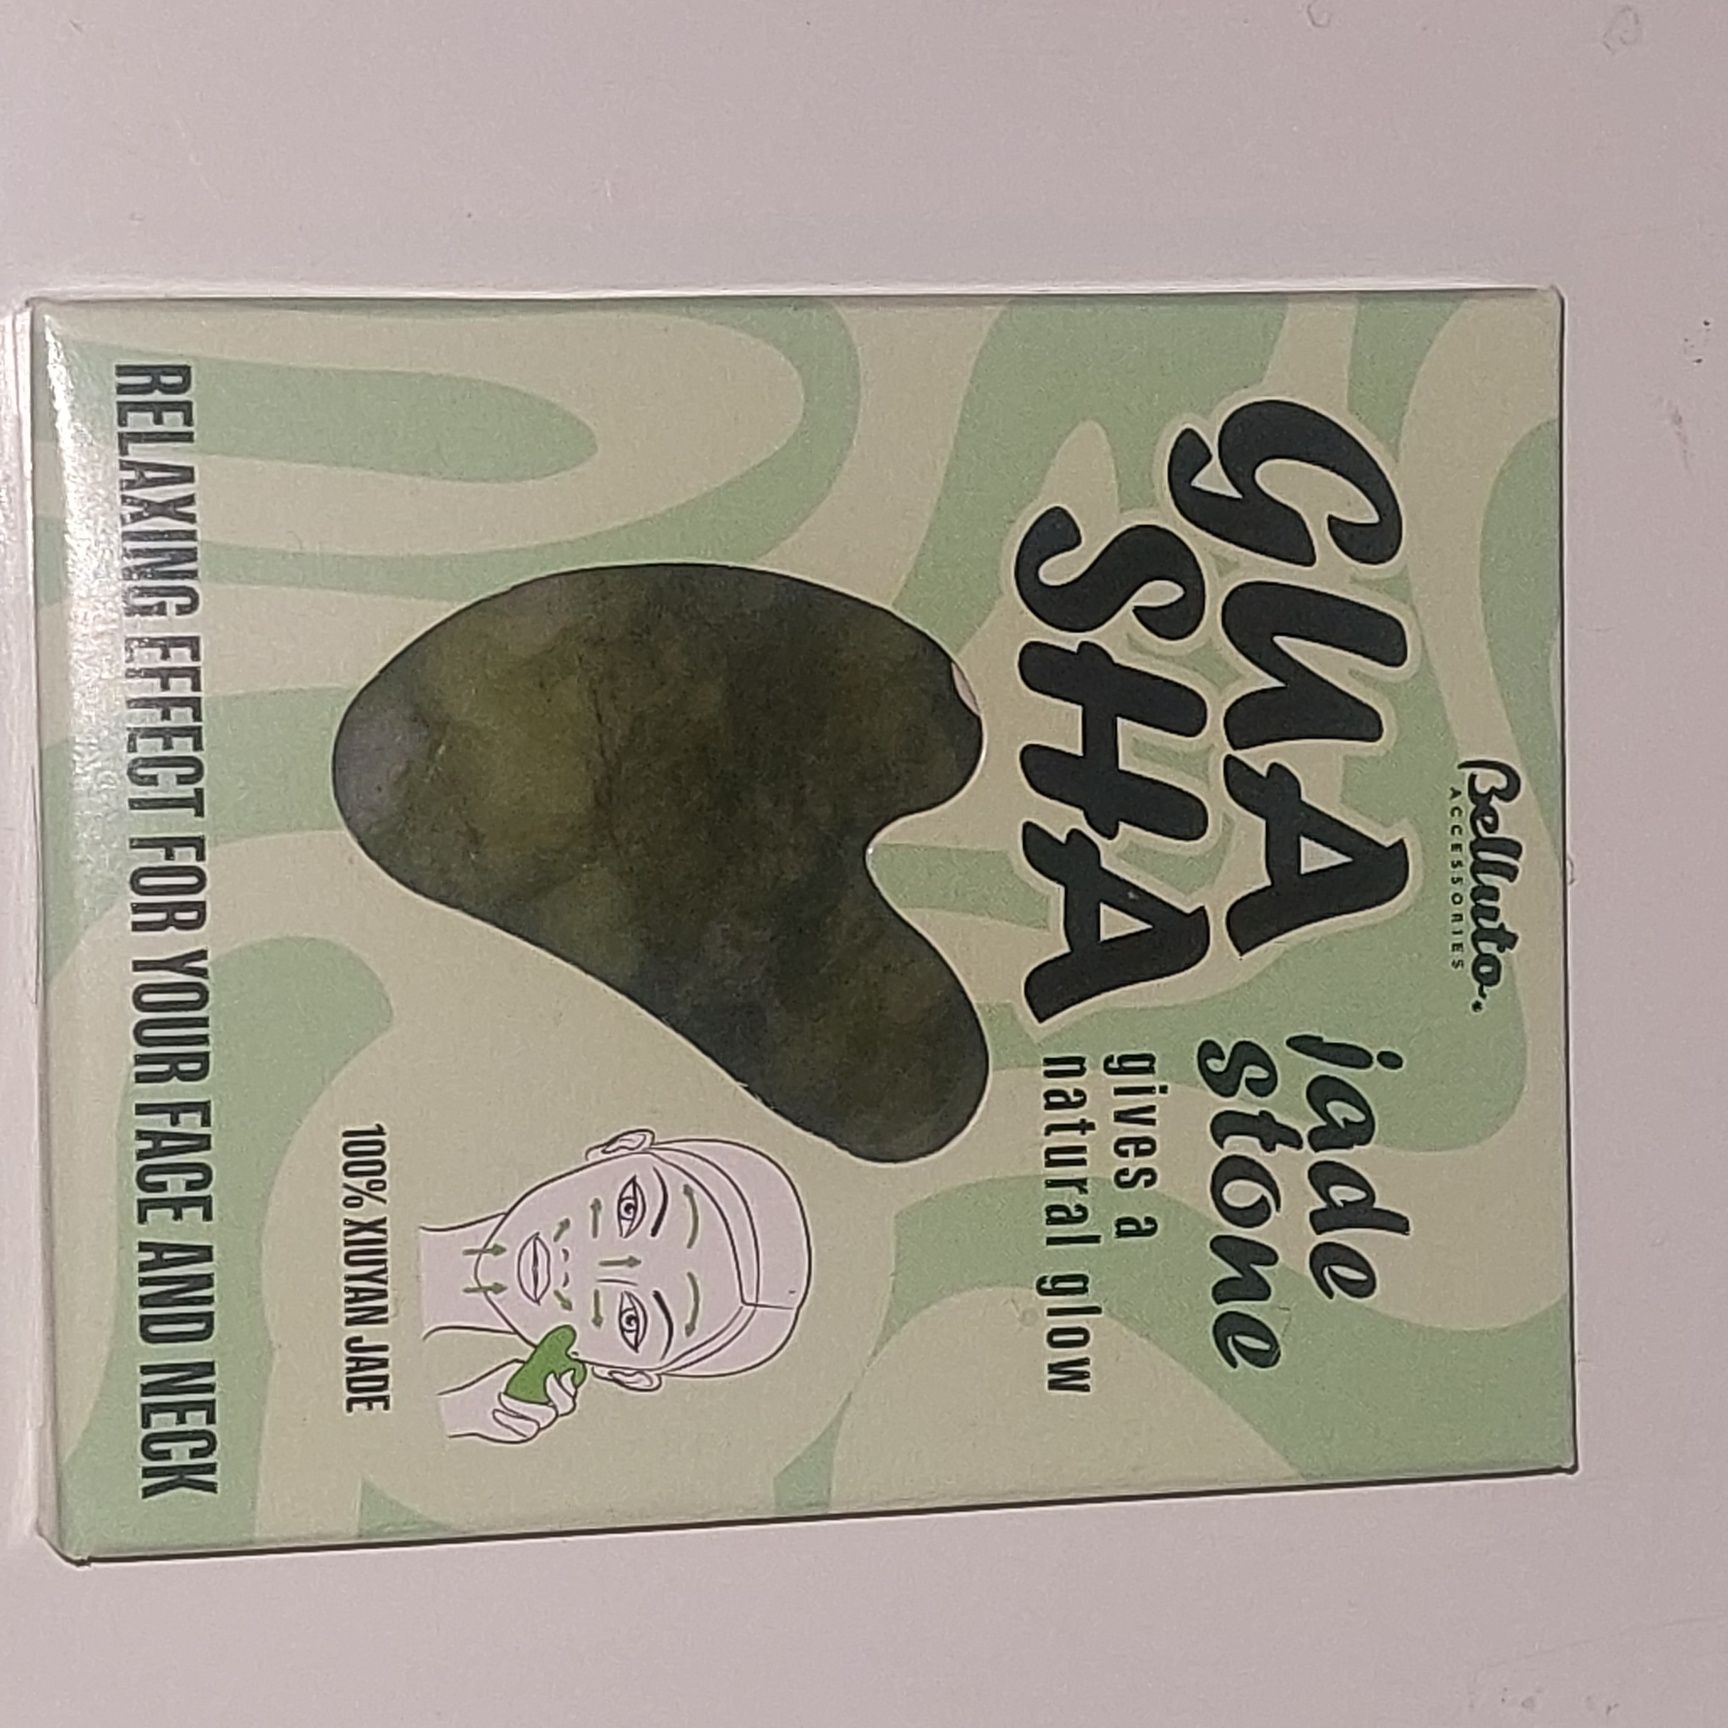 Belluto.
ACCESSORIES
GUA
SHA
jade
stone
gives a
natural glow
100% XIUYAN JADE
RELAXING EFFECT FOR YOUR FACE AND NECK